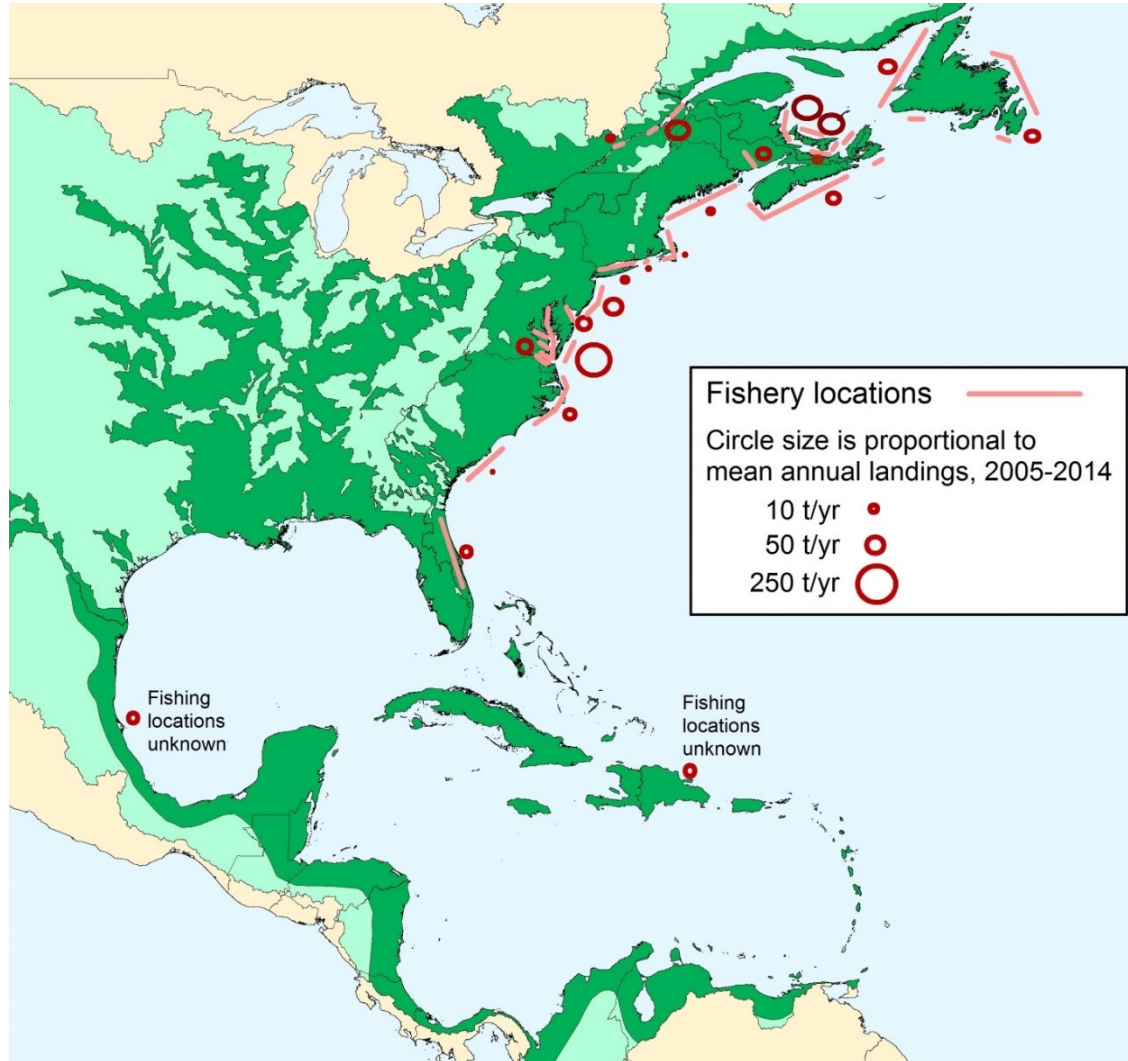 Fishery locations
Circle size is proportional to
mean annual landings, 2005-2014
10 t/yr
50 t/yr
250 t/yr
Fishing
locations
unknown
Fishing
locations
unknown